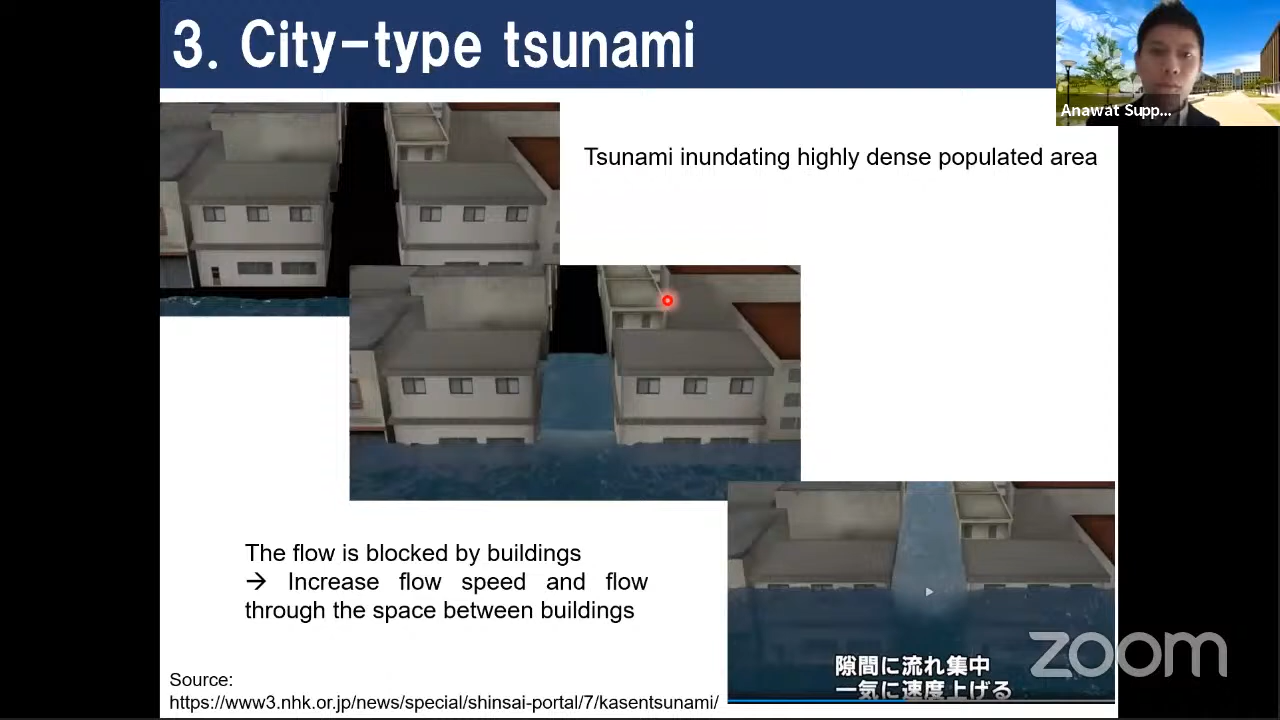 3. City-type tsunami
Anawat Supp...
Tsunami inundating highly dense populated area
The flow is blocked by buildings
→ Increase flow speed and flow
through the space between buildings
隙間に流れ集中
一気に速度上げる
zoom
Source:
https://www3.nhk.or.jp/news/special/shinsai-portal/7/kasentsunami/